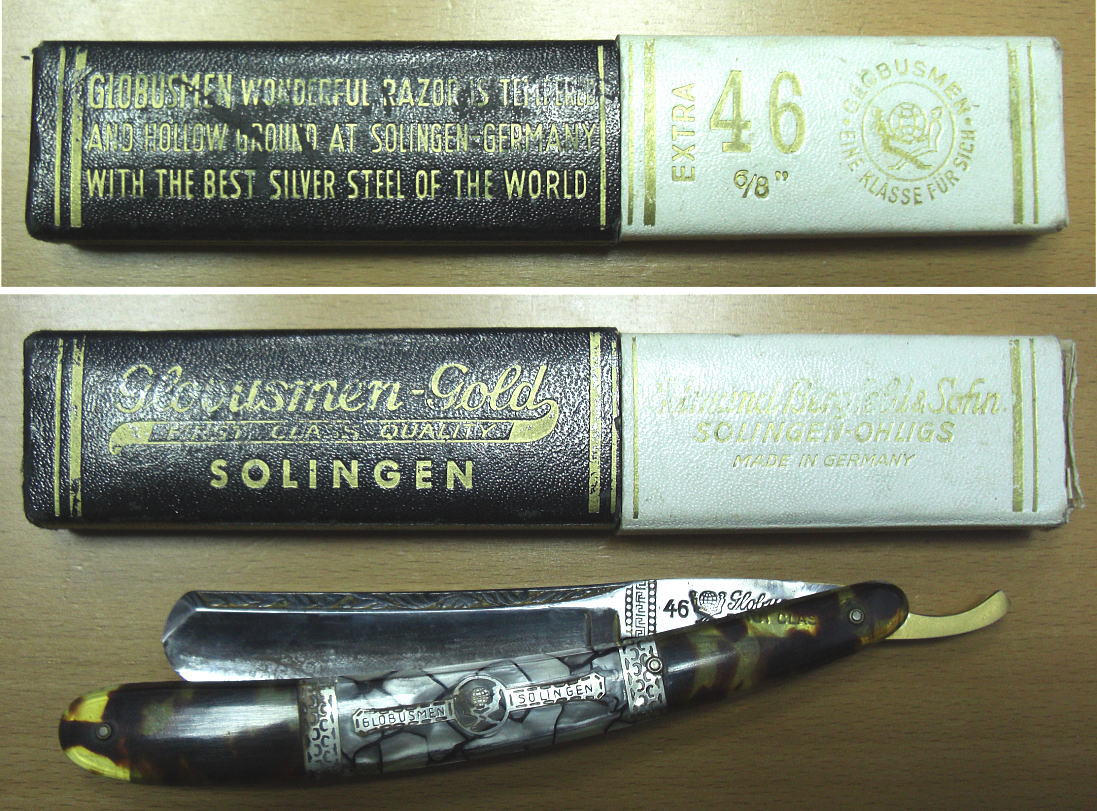 GLOBUSMEN WONDERFUL RAZOR IS TEMPERED
AND HOLLOW GROUND AT SOLINGEN-GERMANY
WITH THE BEST SILVER STEEL OF THE WORLD
EXTRA
46
6/8"
GLOBUSMEN
EINE KLASSE FÜR SICH
Globusmen-Gold
FIRST CLASS QUALITY
SOLINGEN
& Sohn.
SOLINGEN-OHLIGS
MADE IN GERMANY
46
GLOBUSMEN SOLINGEN